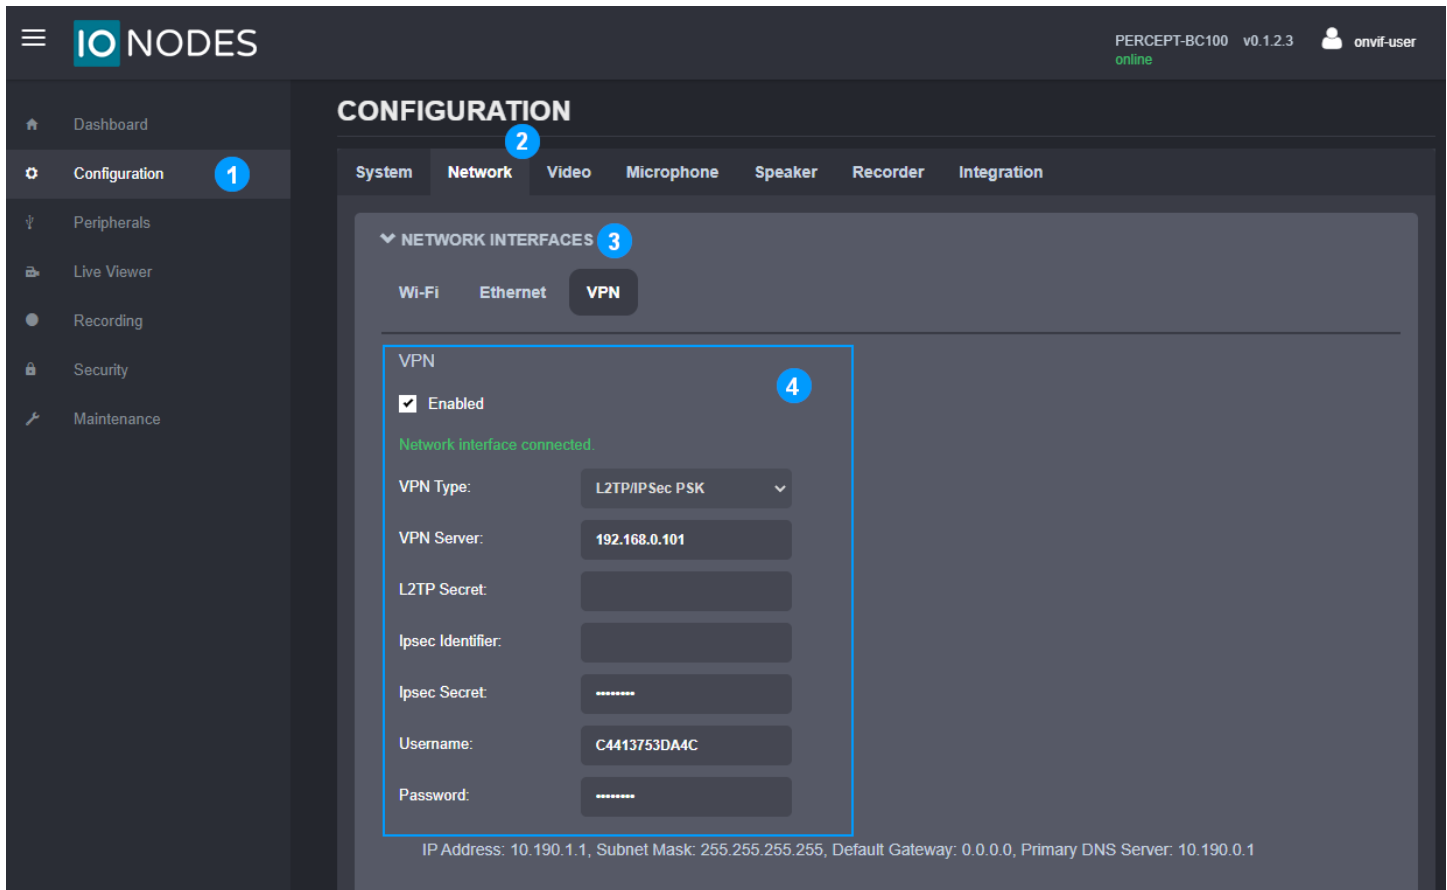 IONODES
PERCEPT-BC100 v0.1.2.3
online
onvif-user
Dashboard
Configuration 1
Peripherals
Live Viewer
Recording
Security
Maintenance
CONFIGURATION
2
System Network Video Microphone Speaker Recorder Integration
NETWORK INTERFACES 3
Wi-Fi Ethernet VPN
VPN
4
Enabled
Network interface connected.
VPN Type: L2TP/IPSec PSK
VPN Server: 192.168.0.101
L2TP Secret:
Ipsec Identifier:
Ipsec Secret: ••••••••
Username: C4413753DA4C
Password: ••••••••
IP Address: 10.190.1.1, Subnet Mask: 255.255.255.255, Default Gateway: 0.0.0.0, Primary DNS Server: 10.190.0.1